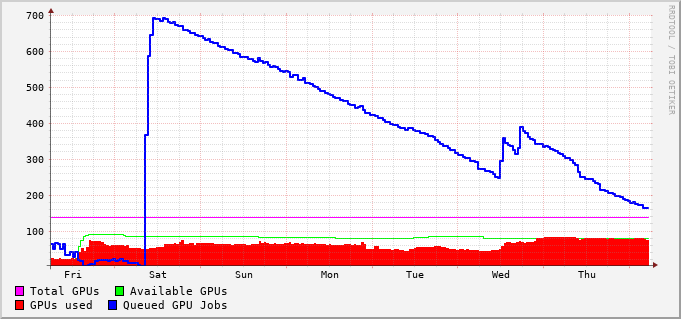 700
600
500
400
300
200
100
Fri Sat Sun Mon Tue Wed Thu
Total GPUs Available GPUs
GPUs used Queued GPU Jobs
RRDTOOL / TOBI OETIKER